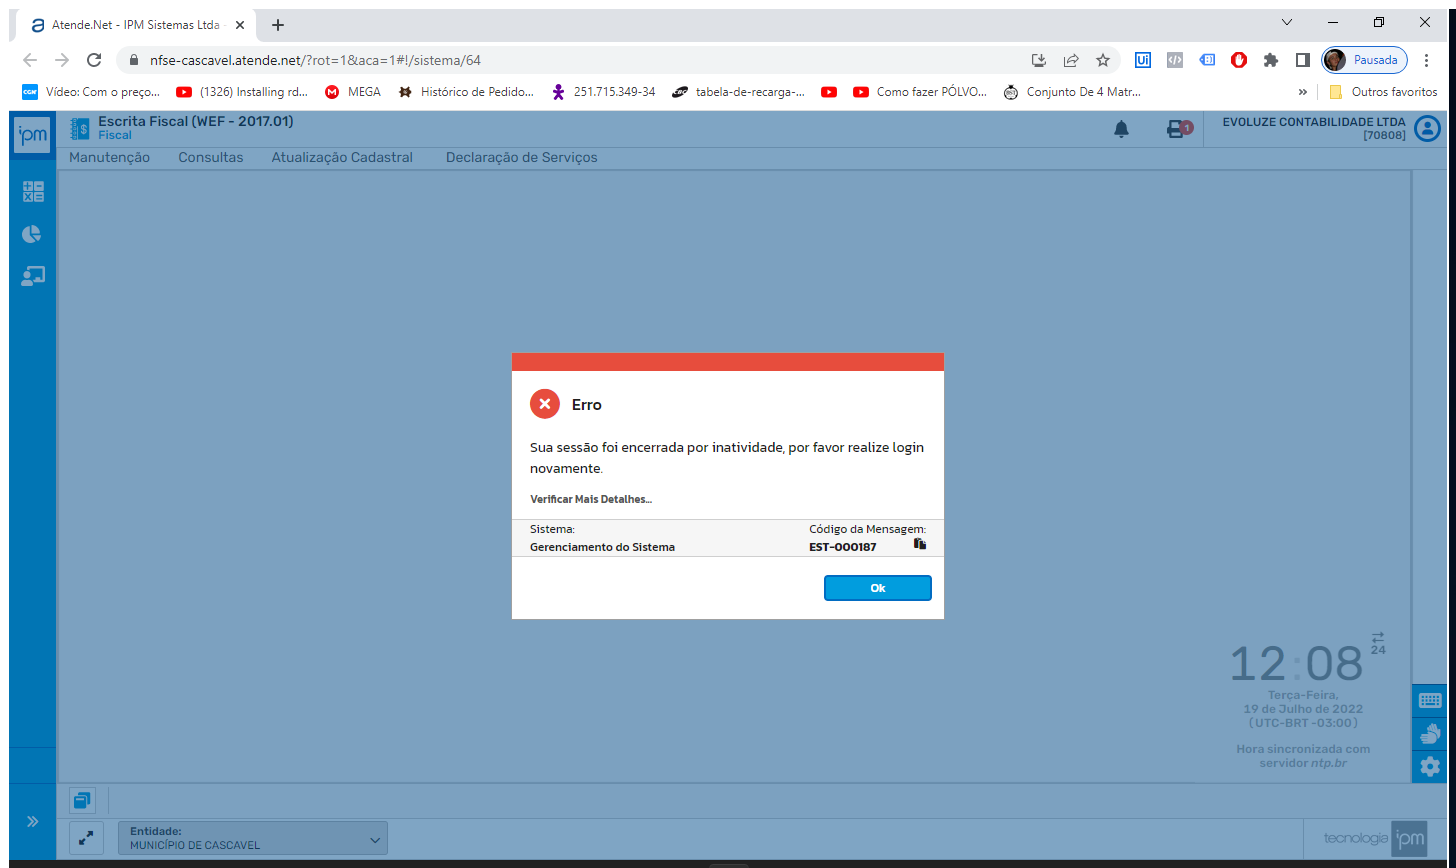 Atende.Net - IPM Sistemas Ltda -
nfse-cascavel.atende.net/?rot=1&aca=1#!/sistema/64
Ui
Pausada
CGW
Vídeo: Com o preço...
(1326) Installing rd...
MEGA
Histórico de Pedido...
251.715.349-34
tabela-de-recarga-...
Como fazer PÓLVO...
Conjunto De 4 Matr...
»
Outros favoritos
ipm
Escrita Fiscal (WEF - 2017.01)
Fiscal
1
EVOLUZE CONTABILIDADE LTDA
[70808]
Manutenção
Consultas
Atualização Cadastral
Declaração de Serviços
Erro
Sua sessão foi encerrada por inatividade, por favor realize login
novamente.
Verificar Mais Detalhes...
Sistema:
Código da Mensagem:
Gerenciamento do Sistema
EST-000187
Ok
12:08
24
Terça-Feira,
19 de Julho de 2022
(UTC-BRT -03:00)
Hora sincronizada com
servidor ntp.br
Entidade:
MUNICÍPIO DE CASCAVEL
tecnologia ipm